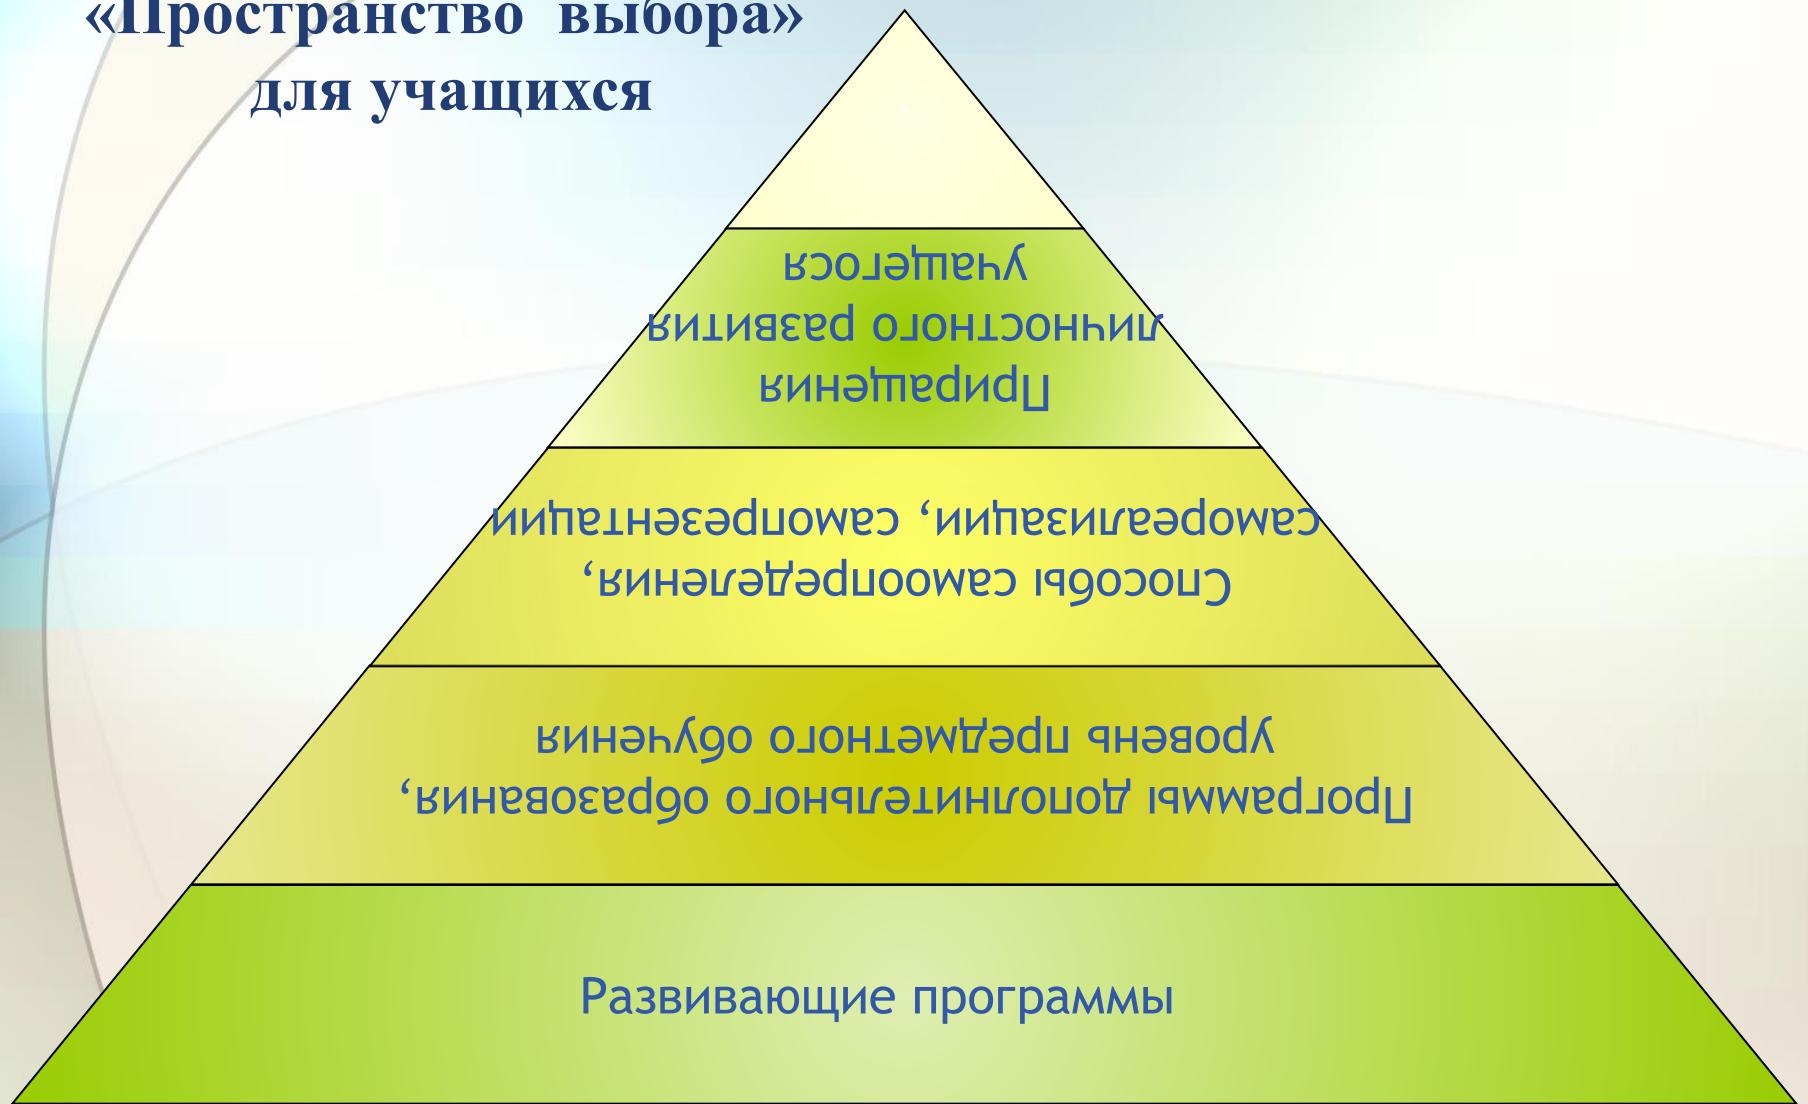 «Пространство выбора»
для учащихся
Приращения
личностного развития
учащегося
Способы самоопределения,
самореализации, самопрезентации
Программы дополнительного образования,
уровень предметного обучения
Развивающие программы